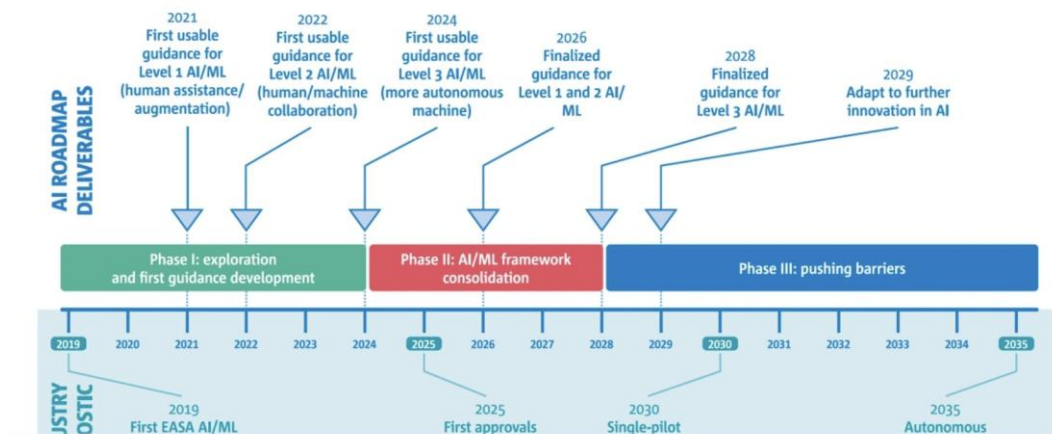 AI ROADMAP
DELIVERABLES
2021
First usable
guidance for
Level 1 AI/ML
(human assistance/
augmentation)
2022
First usable
guidance for
Level 2 AI/ML
(human/machine
collaboration)
2024
First usable
guidance for
Level 3 AI/ML
(more autonomous
machine)
2026
Finalized
guidance for
Level 1 and 2 AI/
ML
2028
Finalized
guidance for
Level 3 AI/ML
2029
Adapt to further
innovation in AI
Phase I: exploration
and first guidance development
Phase II: AI/ML framework
consolidation
Phase III: pushing barriers
2019 2020 2021 2022 2023 2024 2025 2026 2027 2028 2029 2030 2031 2032 2033 2034 2035
2019
First EASA AI/ML
2025
First approvals
2030
Single-pilot
2035
Autonomous